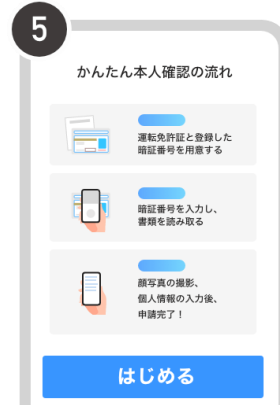 5
かんたん本人確認の流れ
運転免許証と登録した
暗証番号を用意する
暗証番号を入力し、
書類を読み取る
顔写真の撮影、
個人情報の入力後、
申請完了！
はじめる